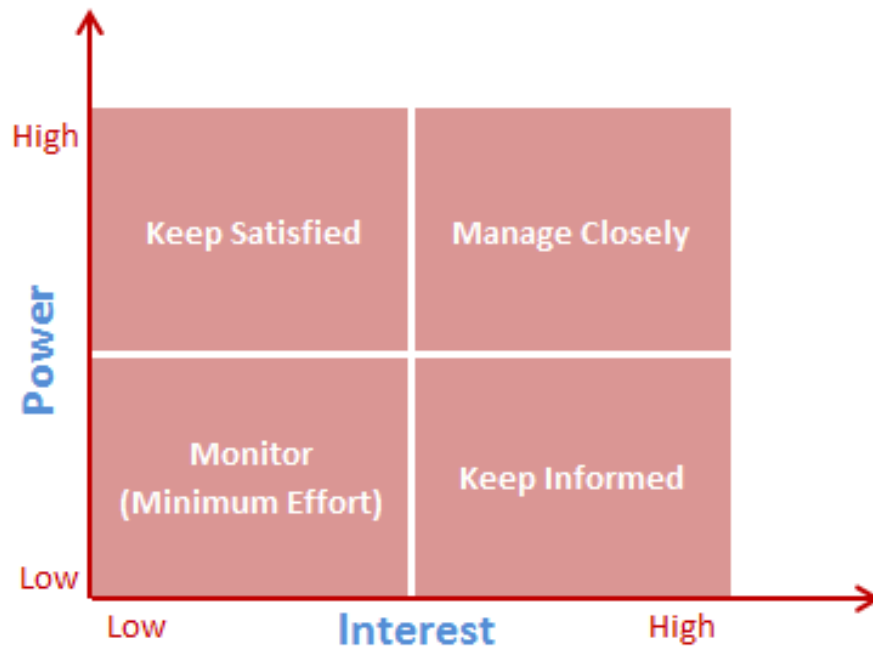 High
Keep Satisfied
Manage Closely
Power
Monitor
(Minimum Effort)
Keep Informed
Low
Low
Interest
High